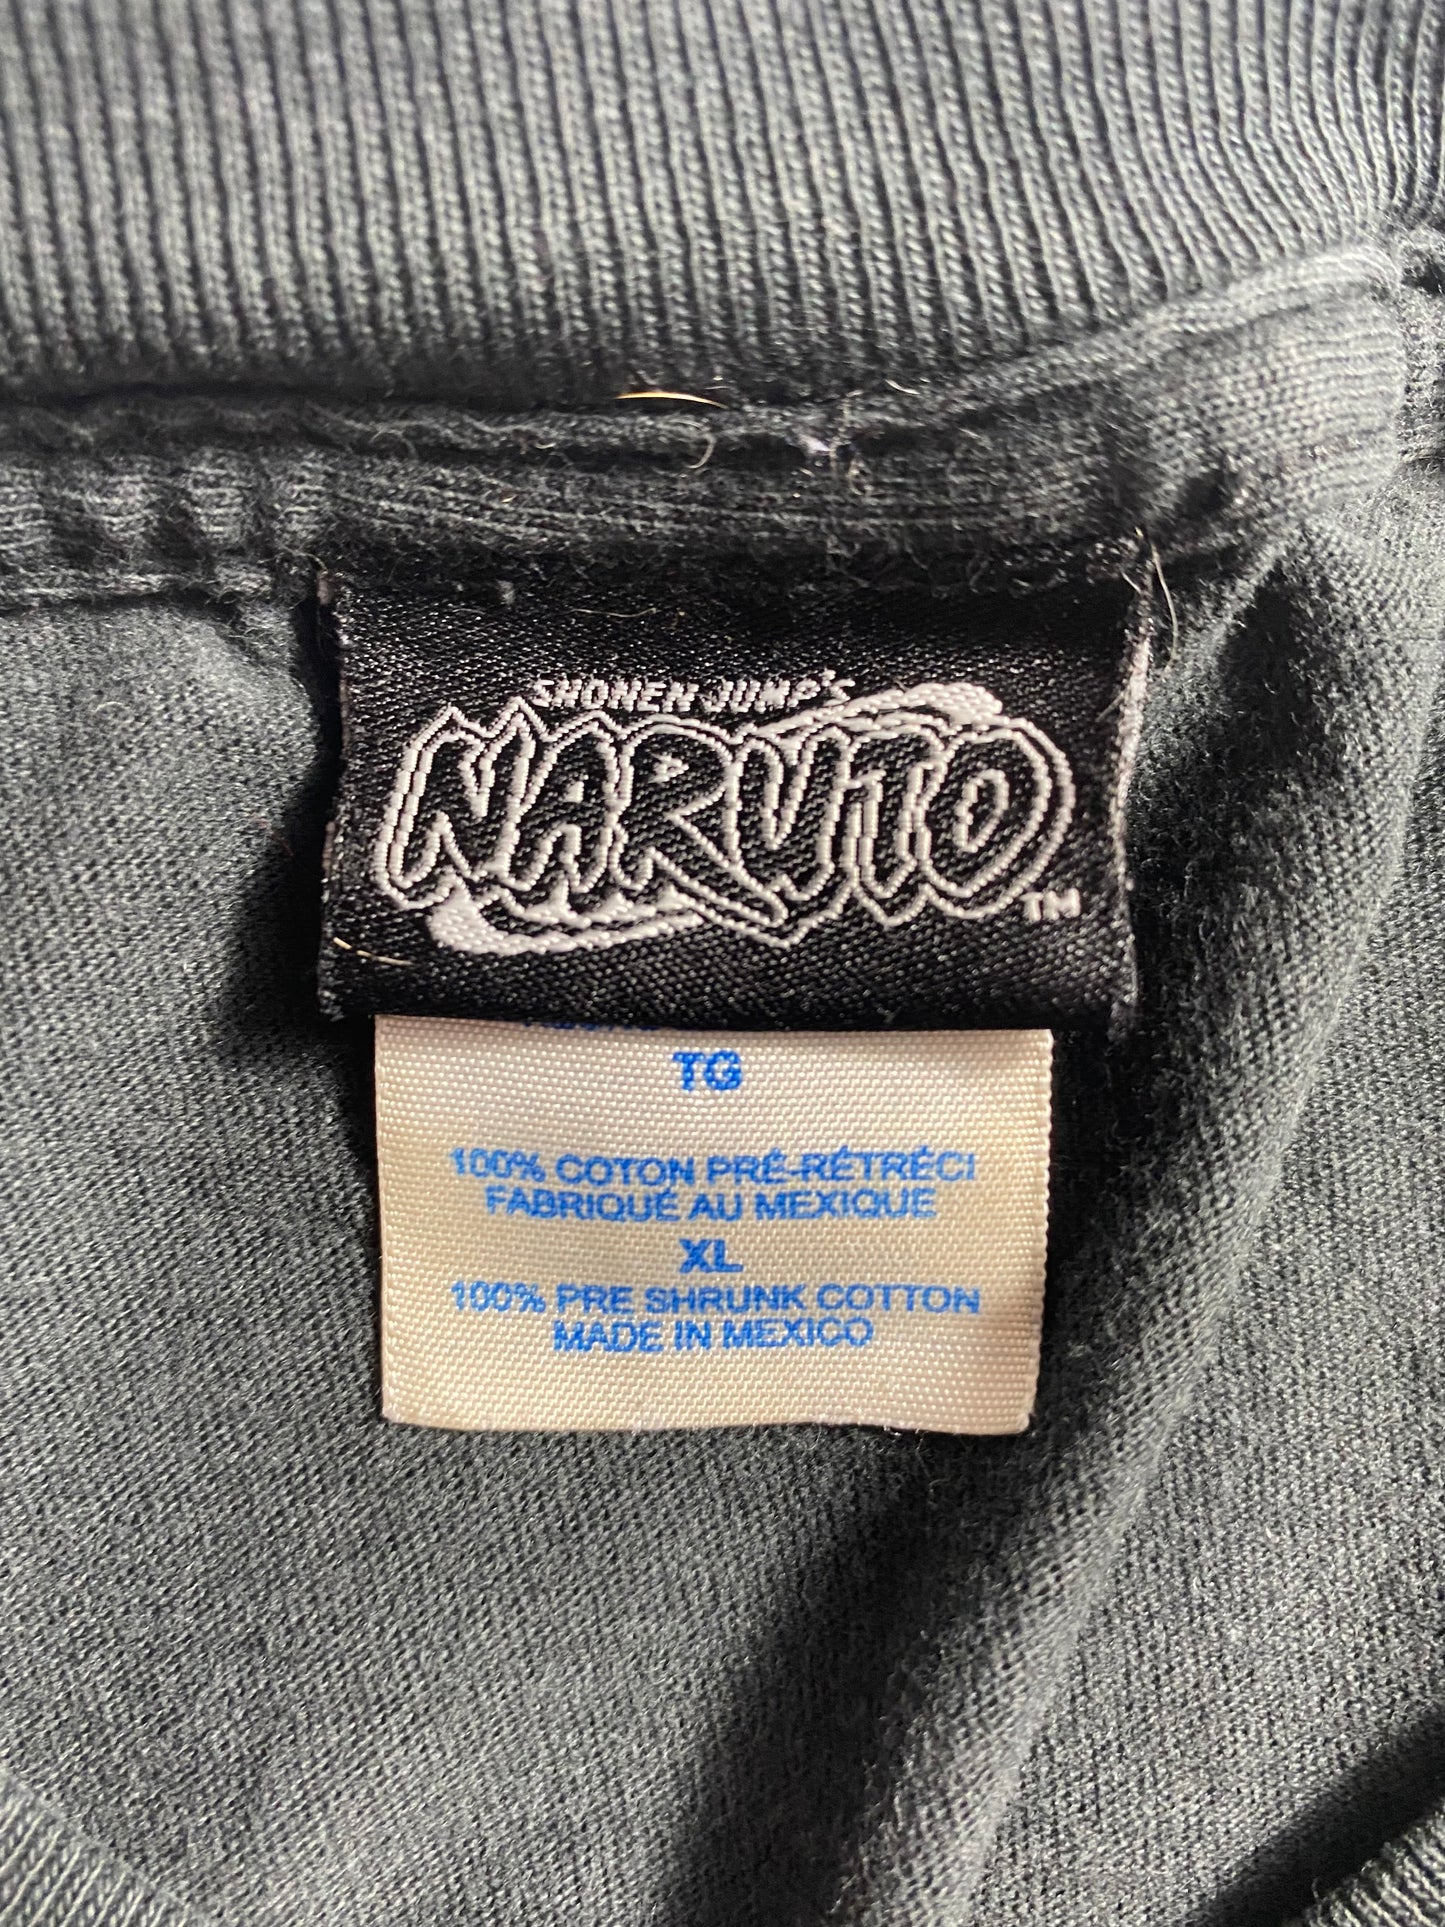 SHONEN JUMP'S
NARUTO
TM
TG
100% COTON PRÉ-RÉTRÉCI
FABRIQUÉ AU MEXIQUE
XL
100% PRE SHRUNK COTTON
MADE IN MEXICO